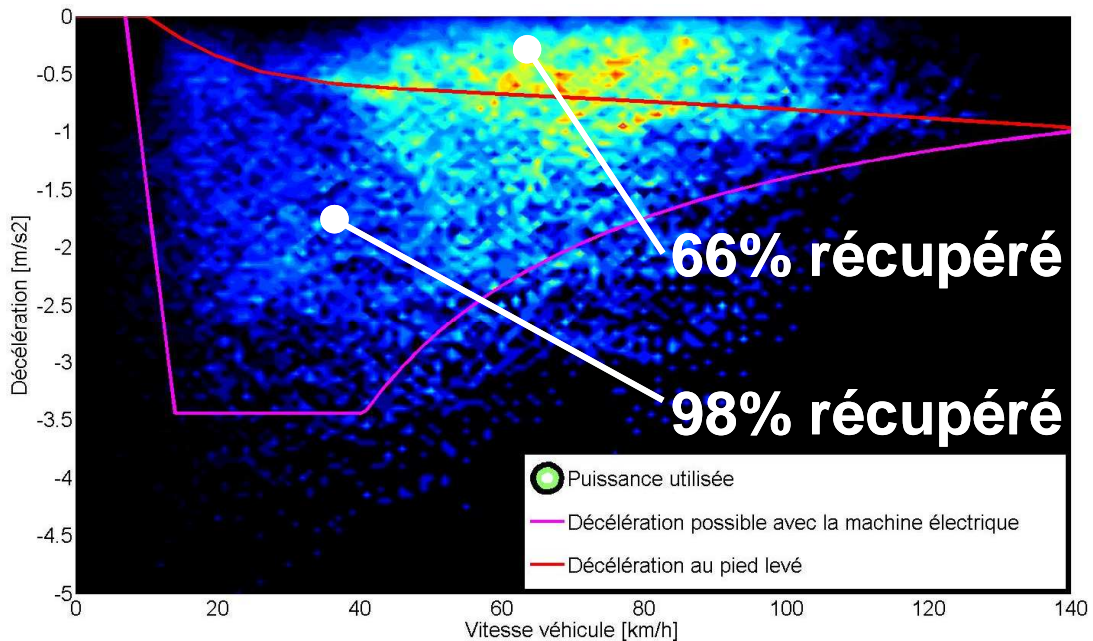 0
-0.5
-1
-1.5
-2
-2.5
-3
-3.5
-4
-4.5
-5
Décélération [m/s2]
66% récupéré
98% récupéré
Puissance utilisée
Décélération possible avec la machine électrique
Décélération au pied levé
0 20 40 60 80 100 120 140
Vitesse véhicule [km/h]